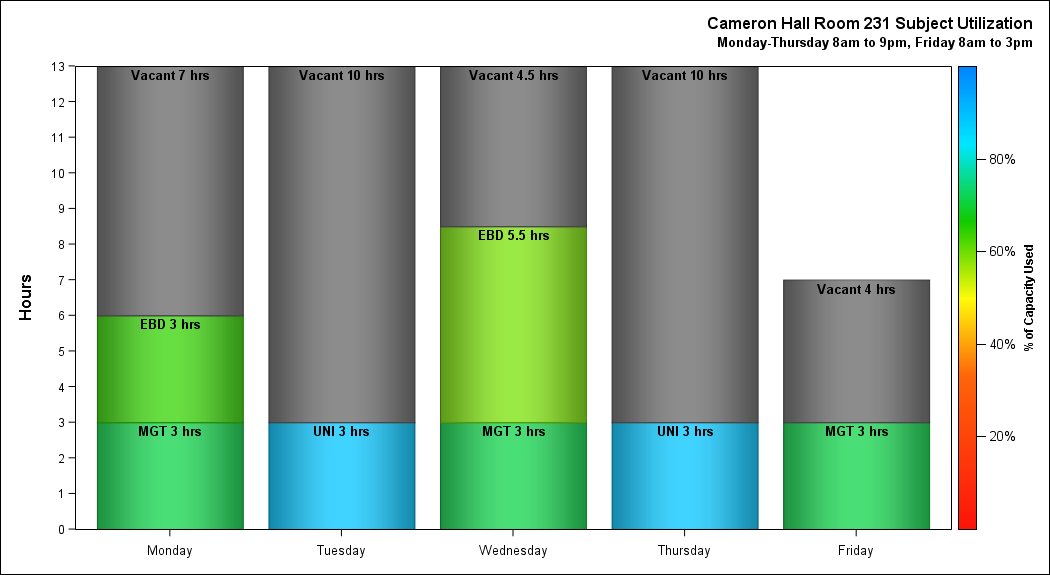 Cameron Hall Room 231 Subject Utilization
Monday-Thursday 8am to 9pm, Friday 8am to 3pm
Hours
13
12
11
10
9
8
7
6
5
4
3
2
1
0
Vacant 7 hrs
EBD 3 hrs
MGT 3 hrs
Vacant 10 hrs
UNI 3 hrs
Vacant 4.5 hrs
EBD 5.5 hrs
MGT 3 hrs
Vacant 10 hrs
UNI 3 hrs
Vacant 4 hrs
MGT 3 hrs
Monday
Tuesday
Wednesday
Thursday
Friday
80%
60%
40%
20%
% of Capacity Used